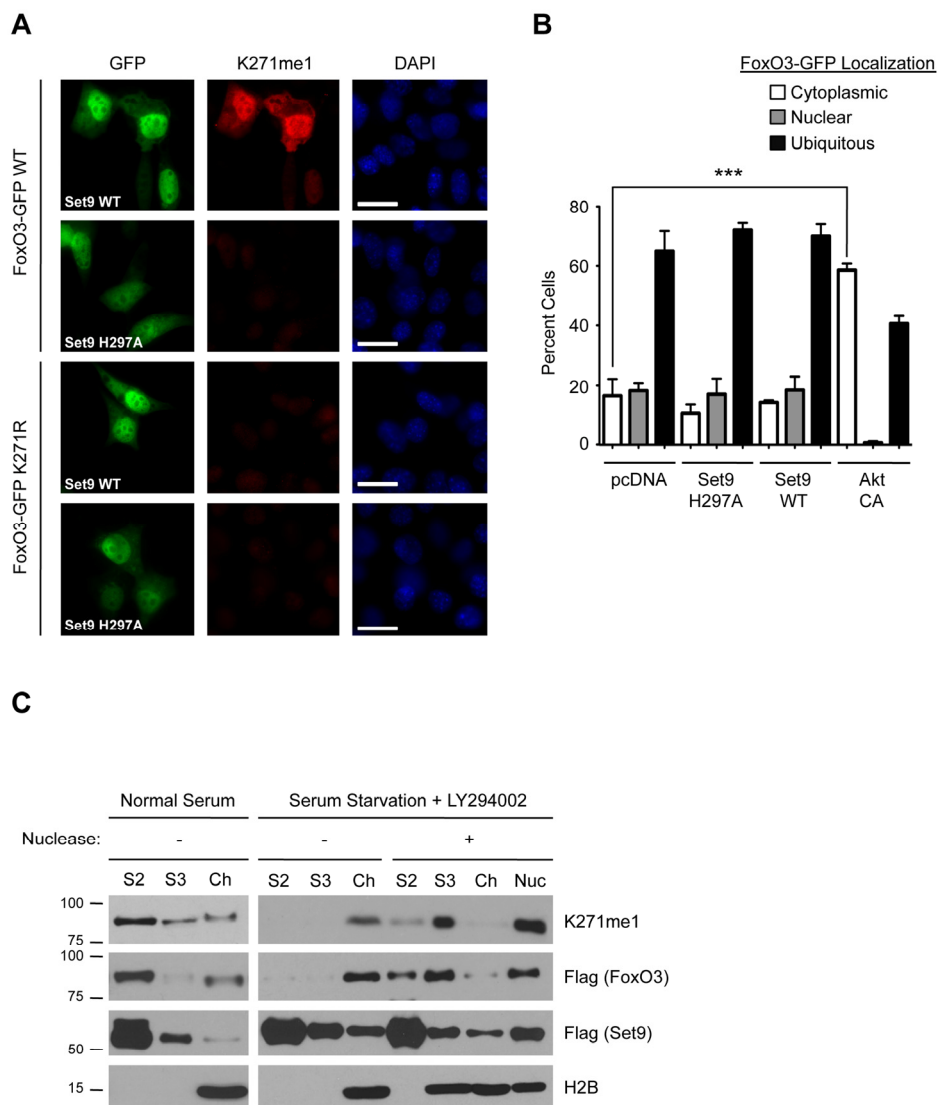 A
GFP K271me1 DAPI
FoxO3-GFP WT
Set9 WT
Set9 H297A
FoxO3-GFP K271R
Set9 WT
Set9 H297A
B
FoxO3-GFP Localization
Cytoplasmic
Nuclear
Ubiquitous
***
Percent Cells
80
60
40
20
0
pcDNA Set9 H297A Set9 WT Akt CA
C
Normal Serum Serum Starvation + LY294002
Nuclease: - - +
S2 S3 Ch S2 S3 Ch S2 S3 Ch Nuc
100
75
K271me1
100
75
Flag (FoxO3)
50
Flag (Set9)
15
H2B